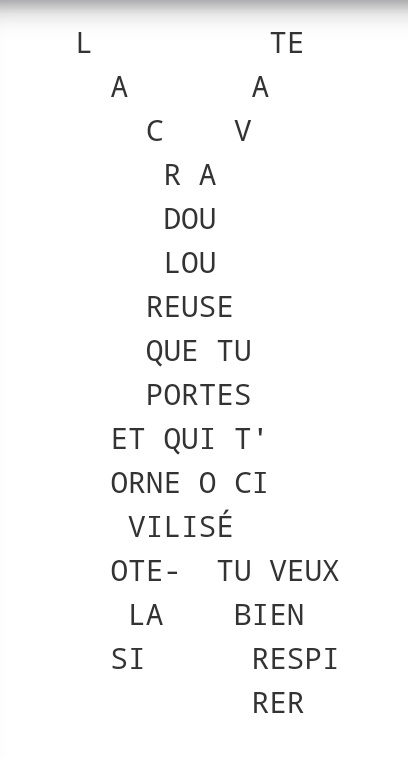 L TE
A A
C V
R A
DOU
LOU
REUSE
QUE TU
PORTES
ET QUI T'
ORNE O CI
VILISÉ
OTE- TU VEUX
LA BIEN
SI RESPI
RER